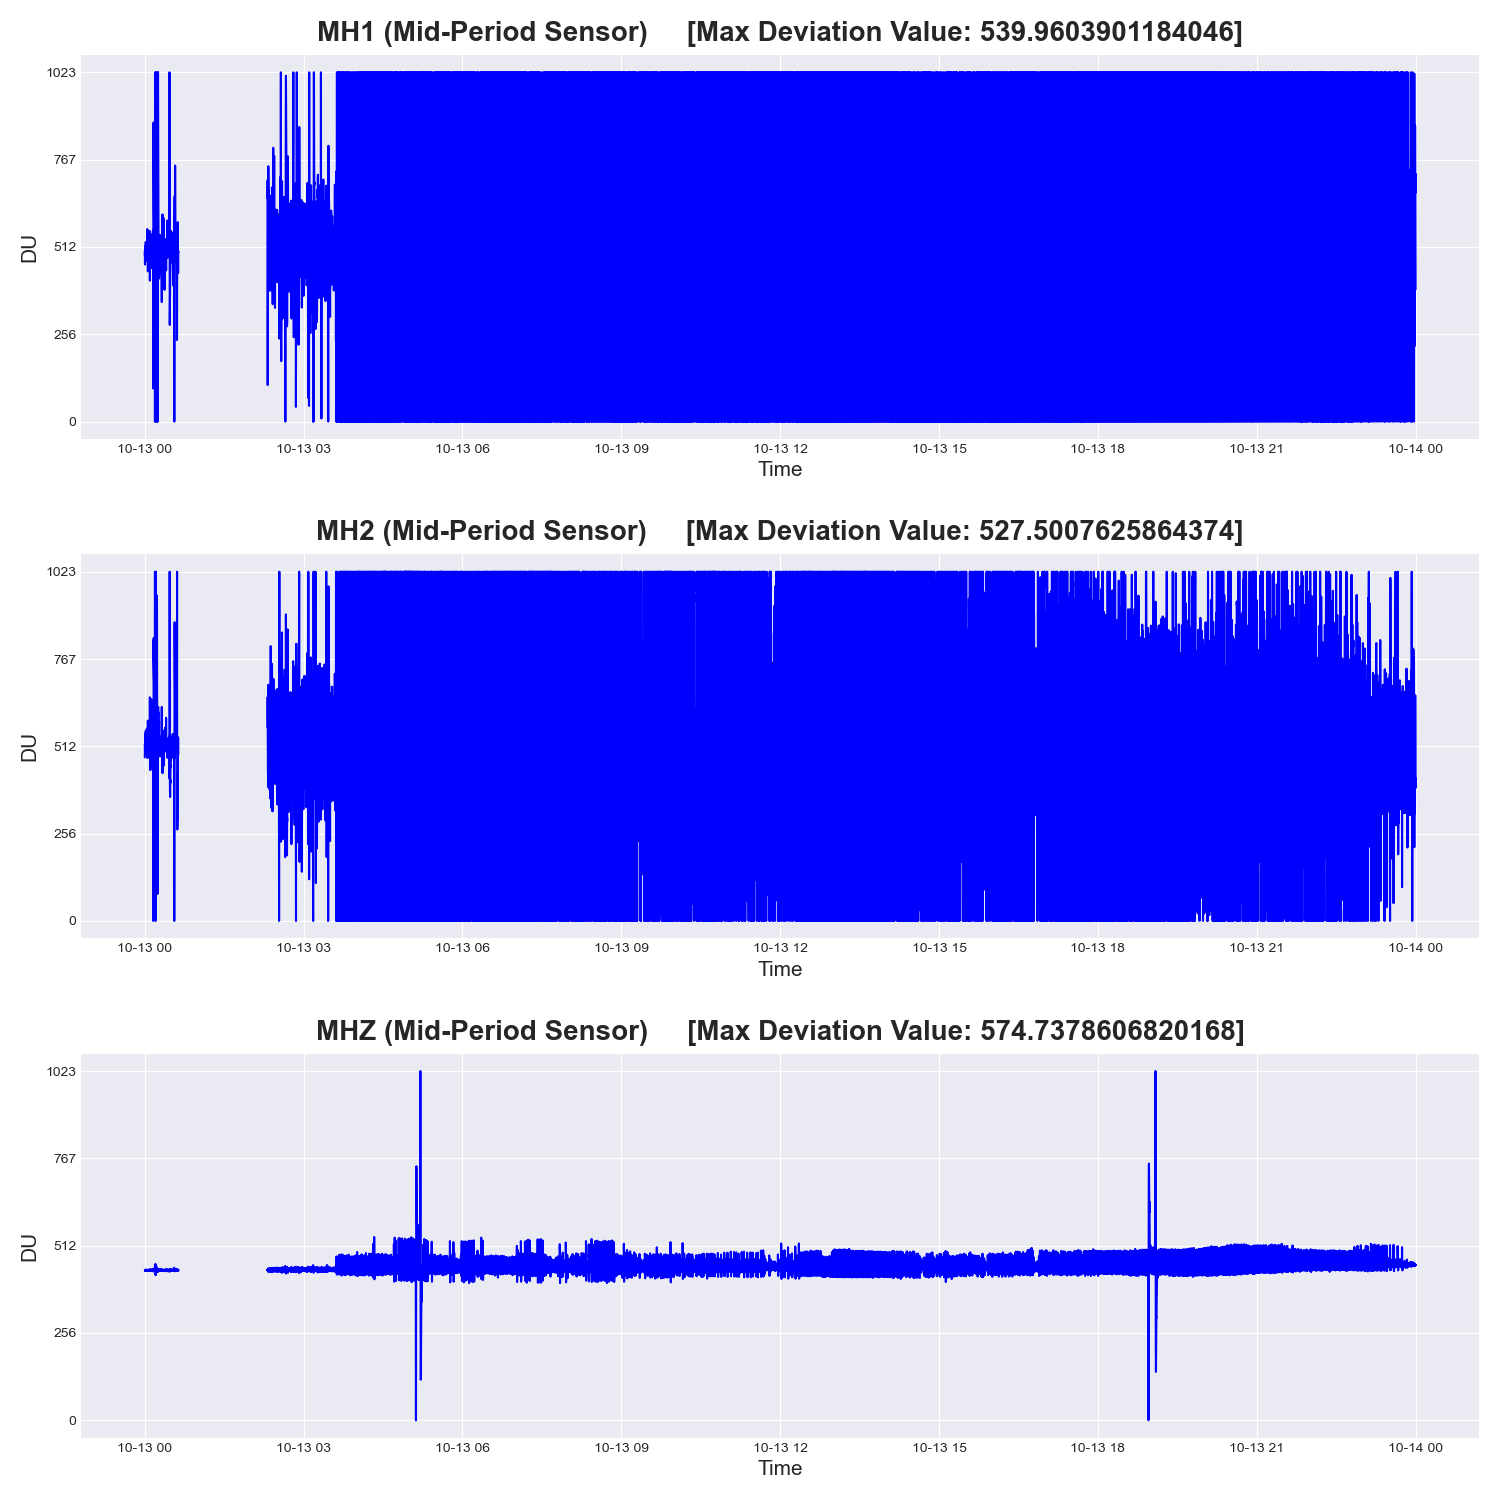 MH1 (Mid-Period Sensor) [Max Deviation Value: 539.9603901184046]
1023
767
512
256
0
DU
10-13 00 10-13 03 10-13 06 10-13 09 10-13 12 10-13 15 10-13 18 10-13 21 10-14 00
Time
MH2 (Mid-Period Sensor) [Max Deviation Value: 527.5007625864374]
1023
767
512
256
0
DU
10-13 00 10-13 03 10-13 06 10-13 09 10-13 12 10-13 15 10-13 18 10-13 21 10-14 00
Time
MHZ (Mid-Period Sensor) [Max Deviation Value: 574.7378606820168]
1023
767
512
256
0
DU
10-13 00 10-13 03 10-13 06 10-13 09 10-13 12 10-13 15 10-13 18 10-13 21 10-14 00
Time